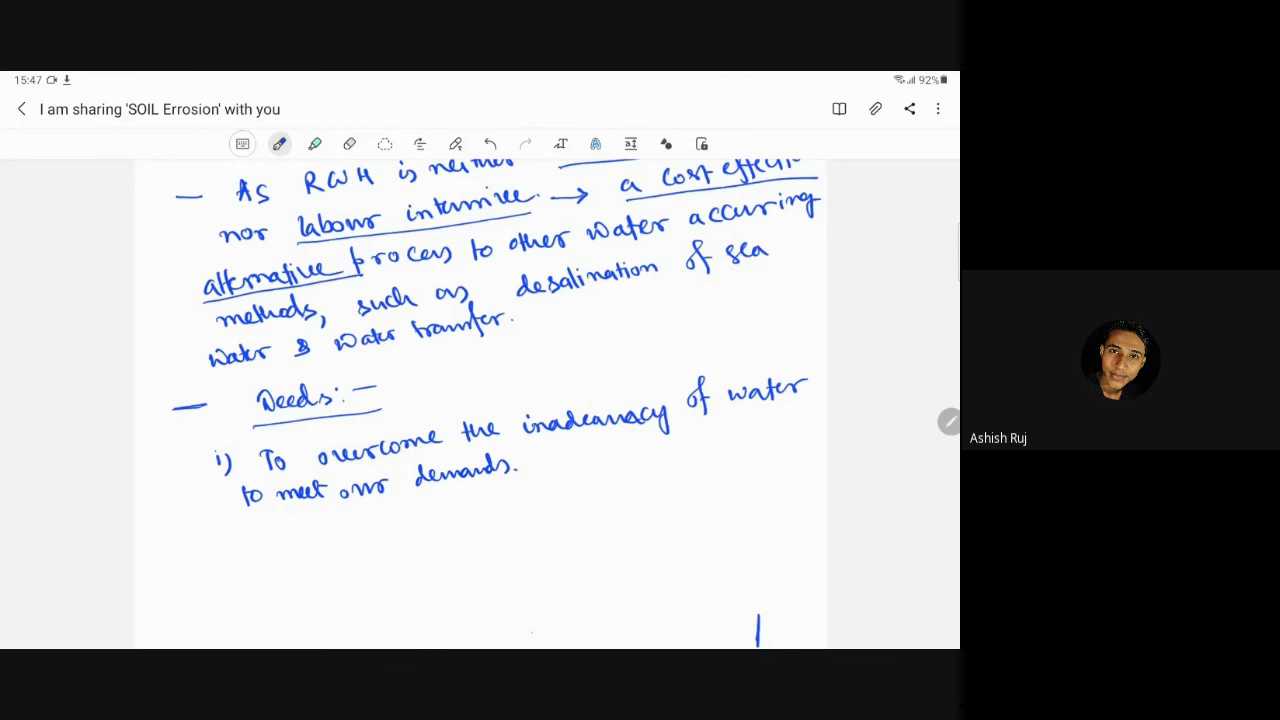 15:47
92%
I am sharing 'SOIL Errosion' with you
— As RWH is neither
nor labour intensive. → a cost effective
alternative process to other water accuring
methods, such as desalination of sea
water & water transfer.
— Needs:—
i) To overcome the inadequacy of water
to meet our demands.
Ashish Ruj